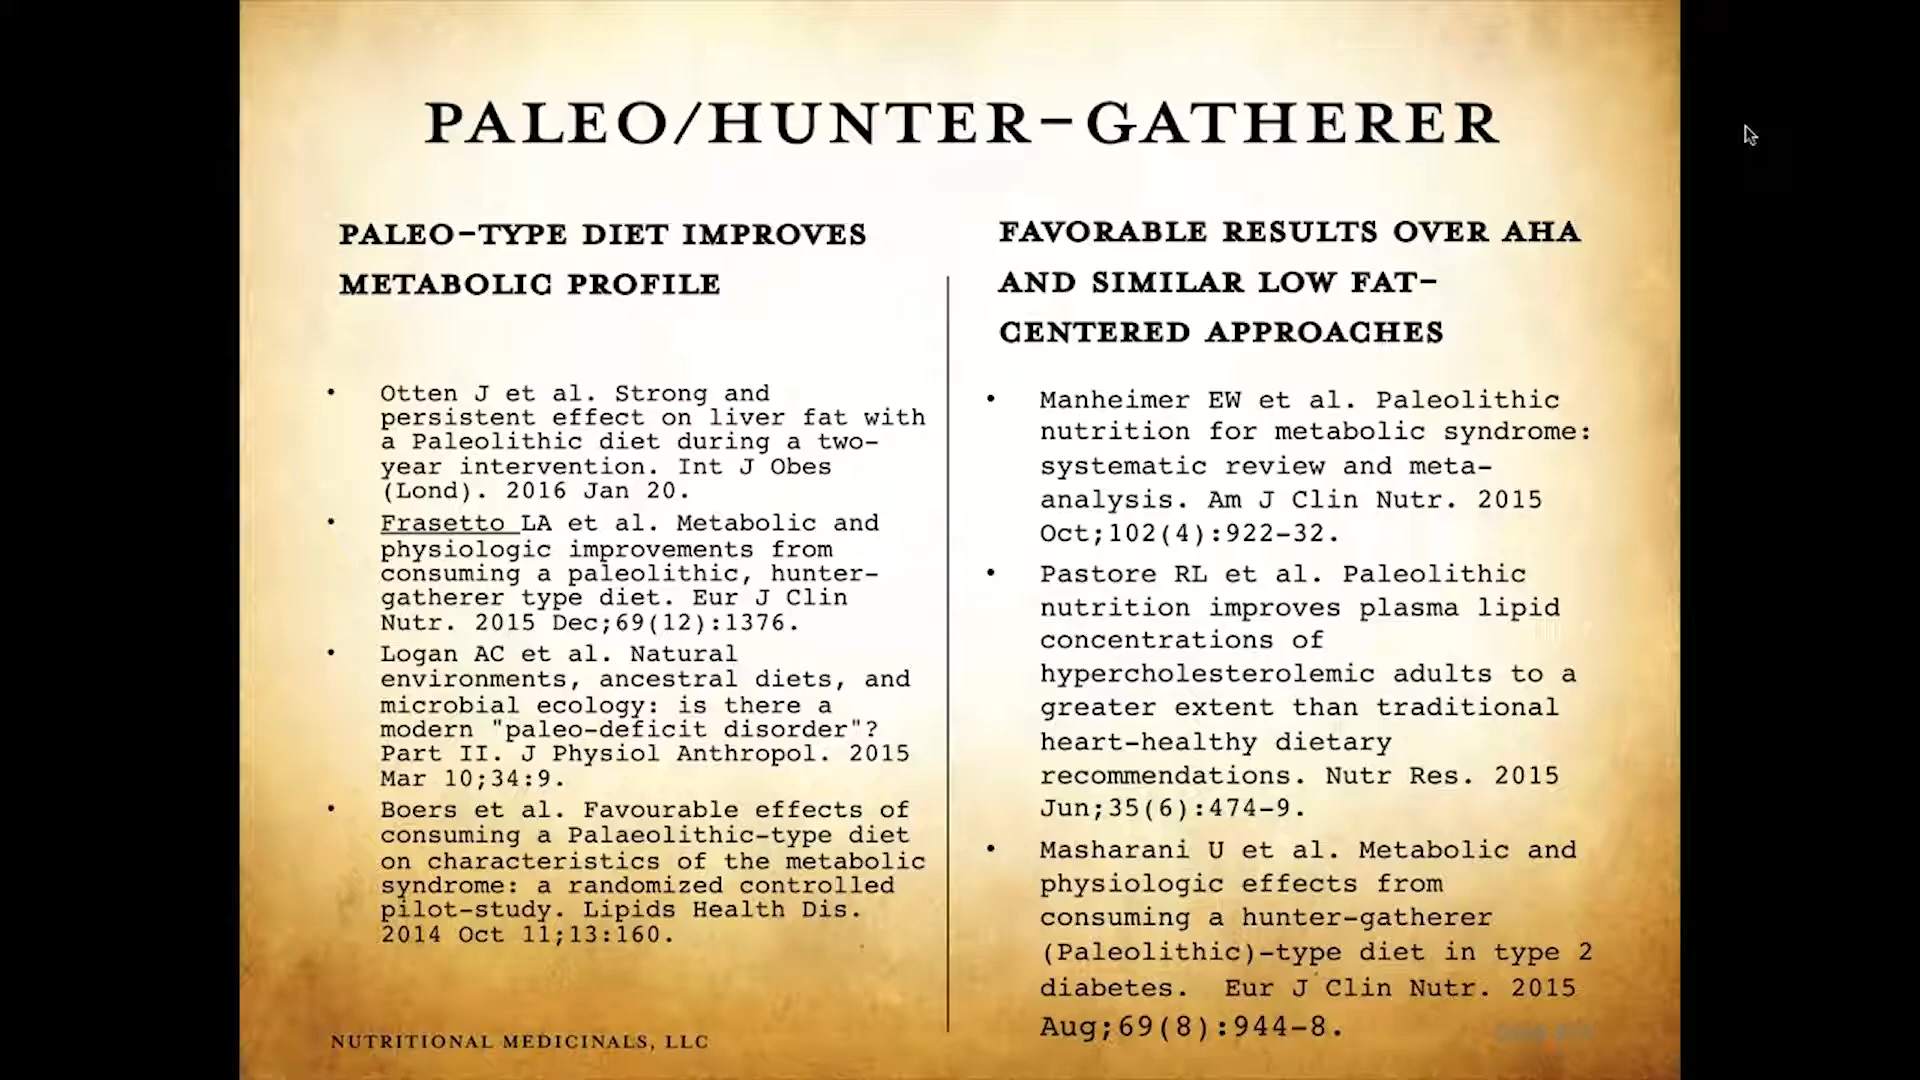 PALEO/HUNTER-GATHERER
PALEO-TYPE DIET IMPROVES
METABOLIC PROFILE
• Otten J et al. Strong and
persistent effect on liver fat with
a Paleolithic diet during a two-
year intervention. Int J Obes
(Lond). 2016 Jan 20.
• Frasetto LA et al. Metabolic and
physiologic improvements from
consuming a paleolithic, hunter-
gatherer type diet. Eur J Clin
Nutr. 2015 Dec;69(12):1376.
• Logan AC et al. Natural
environments, ancestral diets, and
microbial ecology: is there a
modern "paleo-deficit disorder"?
Part II. J Physiol Anthropol. 2015
Mar 10;34:9.
• Boers et al. Favourable effects of
consuming a Palaeolithic-type diet
on characteristics of the metabolic
syndrome: a randomized controlled
pilot-study. Lipids Health Dis.
2014 Oct 11;13:160.
FAVORABLE RESULTS OVER AHA
AND SIMILAR LOW FAT-
CENTERED APPROACHES
• Manheimer EW et al. Paleolithic
nutrition for metabolic syndrome:
systematic review and meta-
analysis. Am J Clin Nutr. 2015
Oct;102(4):922-32.
• Pastore RL et al. Paleolithic
nutrition improves plasma lipid
concentrations of
hypercholesterolemic adults to a
greater extent than traditional
heart-healthy dietary
recommendations. Nutr Res. 2015
Jun;35(6):474-9.
• Masharani U et al. Metabolic and
physiologic effects from
consuming a hunter-gatherer
(Paleolithic)-type diet in type 2
diabetes. Eur J Clin Nutr. 2015
Aug;69(8):944-8.
NUTRITIONAL MEDICINALS, LLC